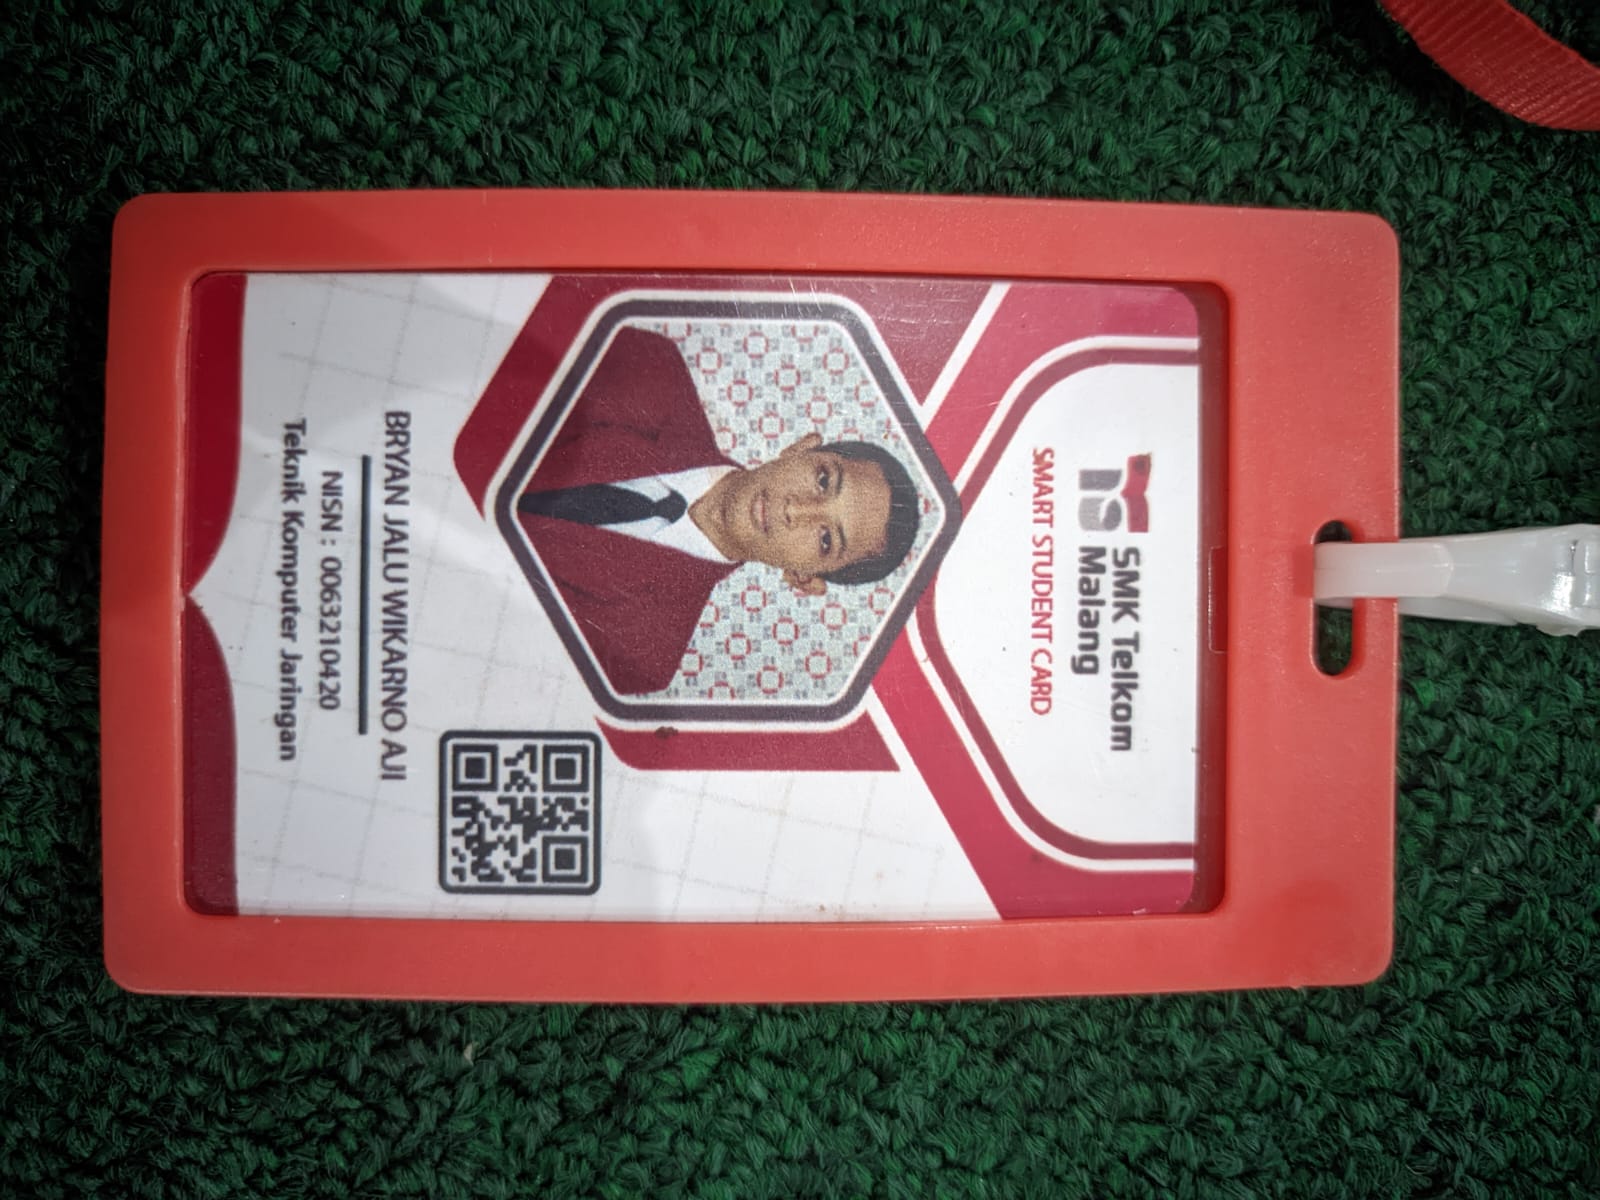 SMK Telkom
Malang
SMART STUDENT CARD
BRYAN JALU WIKARNO AJI
NISN : 0063210420
Teknik Komputer Jaringan